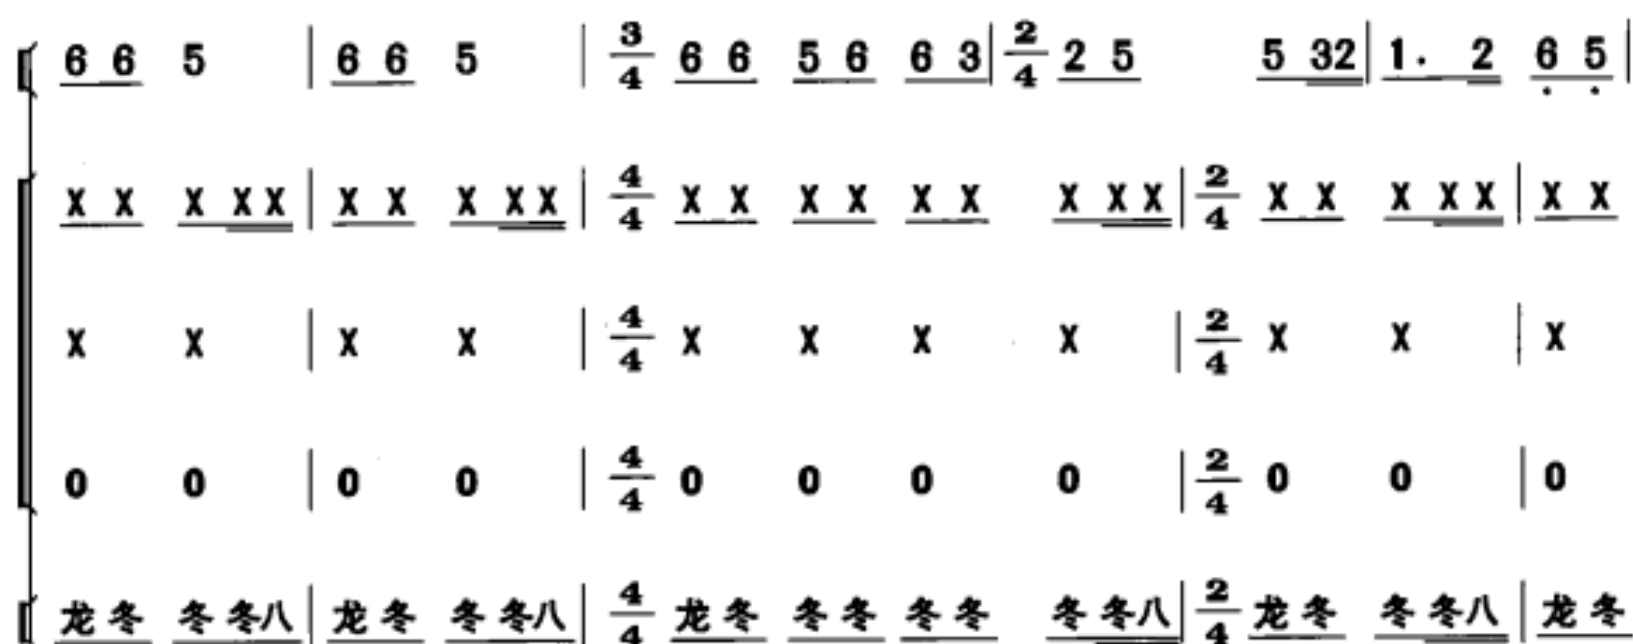 6 6 5 | 6 6 5 | 3/4 6 6 5 6 6 3 | 2/4 2 5 5 32 | 1. 2 6 5 |
X X X X X | X X X X X | 4/4 X X X X X X X X X | 2/4 X X X X X | X X
X X | X X | 4/4 X X X X | 2/4 X X | X
0 0 | 0 0 | 4/4 0 0 0 0 | 2/4 0 0 | 0
龙冬 冬冬八 | 龙冬 冬冬八 | 4/4 龙冬 冬冬 冬冬 冬冬八 | 2/4 龙冬 冬冬八 | 龙冬